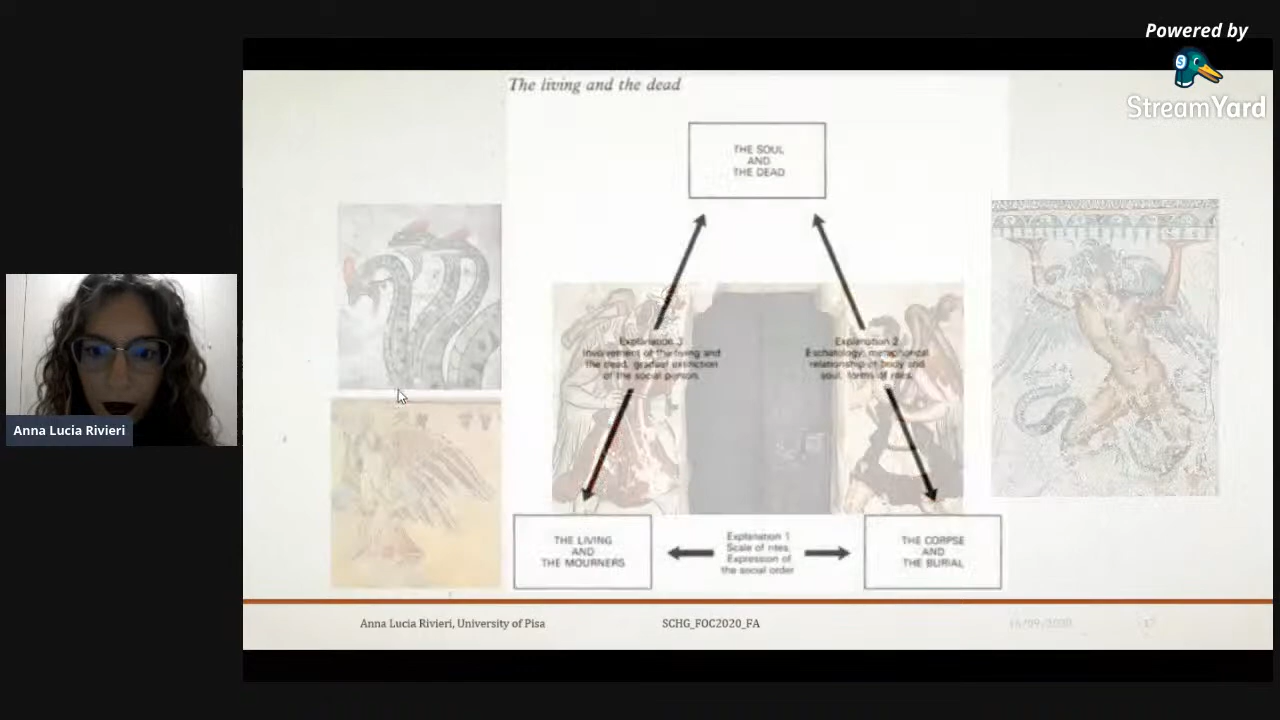 Powered by
StreamYard
The living and the dead
THE SOUL
AND
THE DEAD
Explanation 3
Involvement of the living and
the dead, gradual extinction
of the social person.
Explanation 2
Eschatology, metaphorical
relationship of body and
soul, forms of rites.
Anna Lucia Rivieri
THE LIVING
AND
THE MOURNERS
Explanation 1
Scale of rites.
Expression of
the social order
THE CORPSE
AND
THE BURIAL
Anna Lucia Rivieri, University of Pisa
SCHG_FOC2020_FA
17